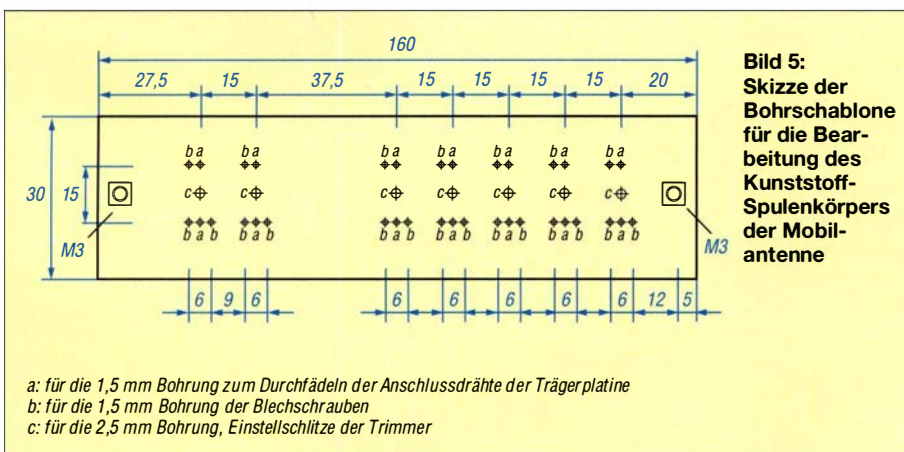 160
27,5 15 37,5 15 15 15 15 20
Bild 5:
Skizze der
Bohrschablone
für die Bear-
beitung des
Kunststoff-
Spulenkörpers
der Mobil-
antenne
b a b a b a b a b a b a b a
30 15 c c c c c c c
M3 b a b b a b b a b b a b b a b b a b b a b M3
6 9 6 6 6 6 6 6 12 5
a: für die 1,5 mm Bohrung zum Durchfädeln der Anschlussdrähte der Trägerplatine
b: für die 1,5 mm Bohrung der Blechschrauben
c: für die 2,5 mm Bohrung, Einstellschlitze der Trimmer